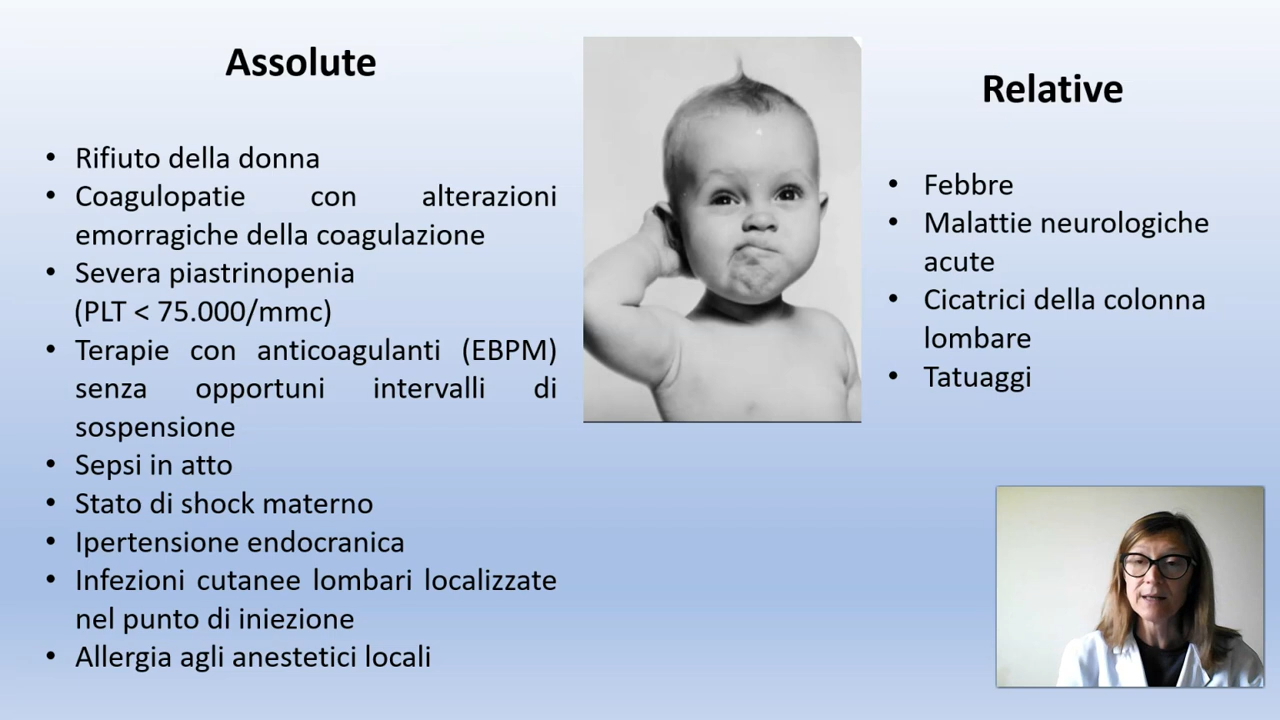 Assolute
• Rifiuto della donna
• Coagulopatie con alterazioni
emorragiche della coagulazione
• Severa piastrinopenia
(PLT < 75.000/mmc)
• Terapie con anticoagulanti (EBPM)
senza opportuni intervalli di
sospensione
• Sepsi in atto
• Stato di shock materno
• Ipertensione endocranica
• Infezioni cutanee lombari localizzate
nel punto di iniezione
• Allergia agli anestetici locali
Relative
• Febbre
• Malattie neurologiche
acute
• Cicatrici della colonna
lombare
• Tatuaggi